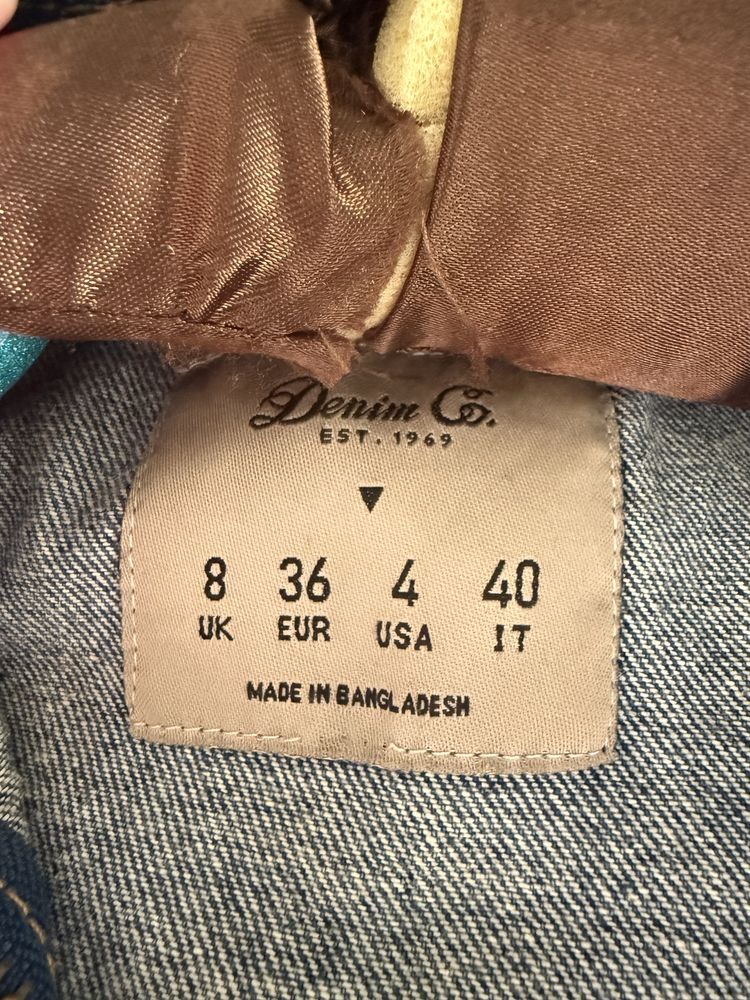 Denim Co.
EST. 1969
8 36 4 40
UK EUR USA IT
MADE IN BANGLADESH